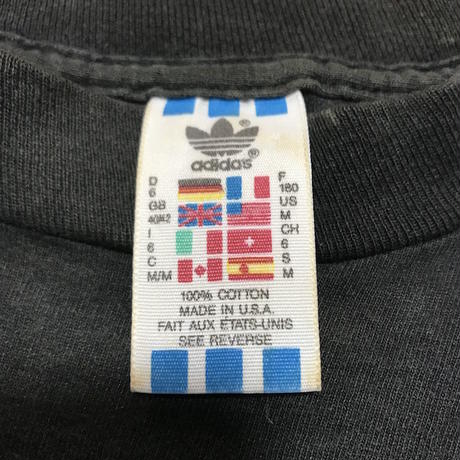 adidas®
D F
6 180
GB US
40/42 M
I CH
6 6
C S
M/M M
100% COTTON
MADE IN U.S.A.
FAIT AUX ÉTATS-UNIS
SEE REVERSE